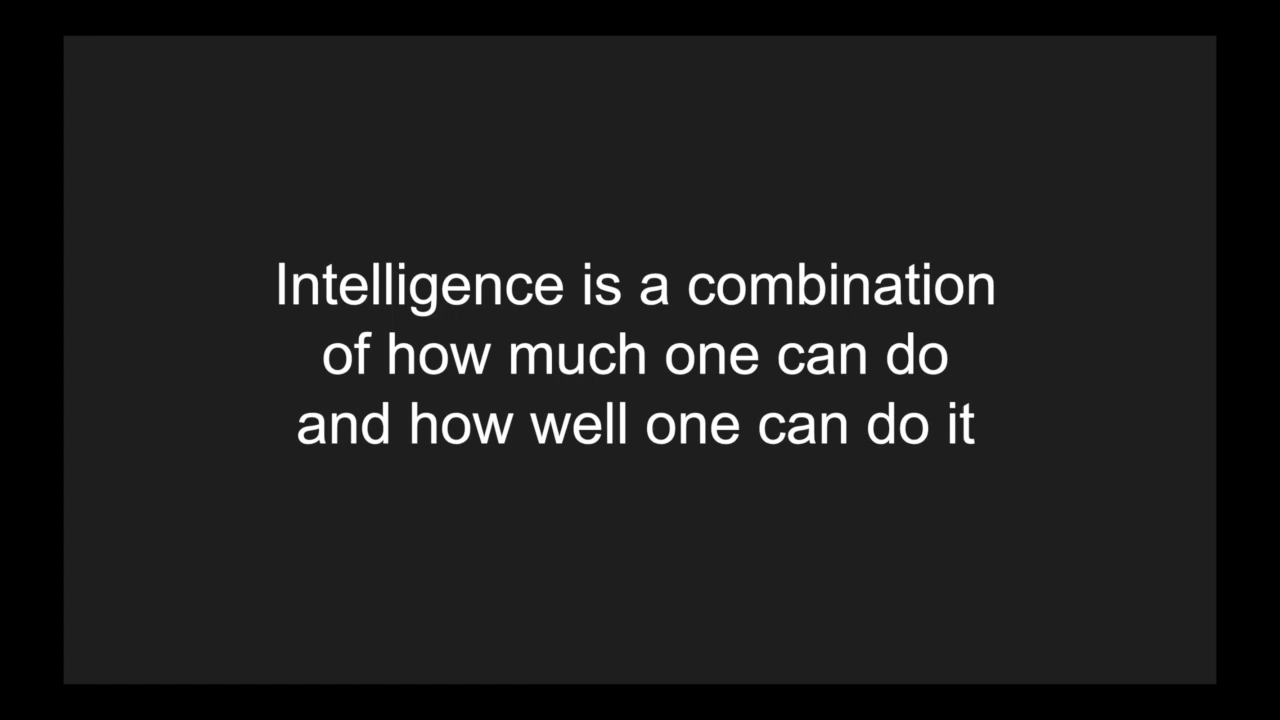 Intelligence is a combination
of how much one can do
and how well one can do it